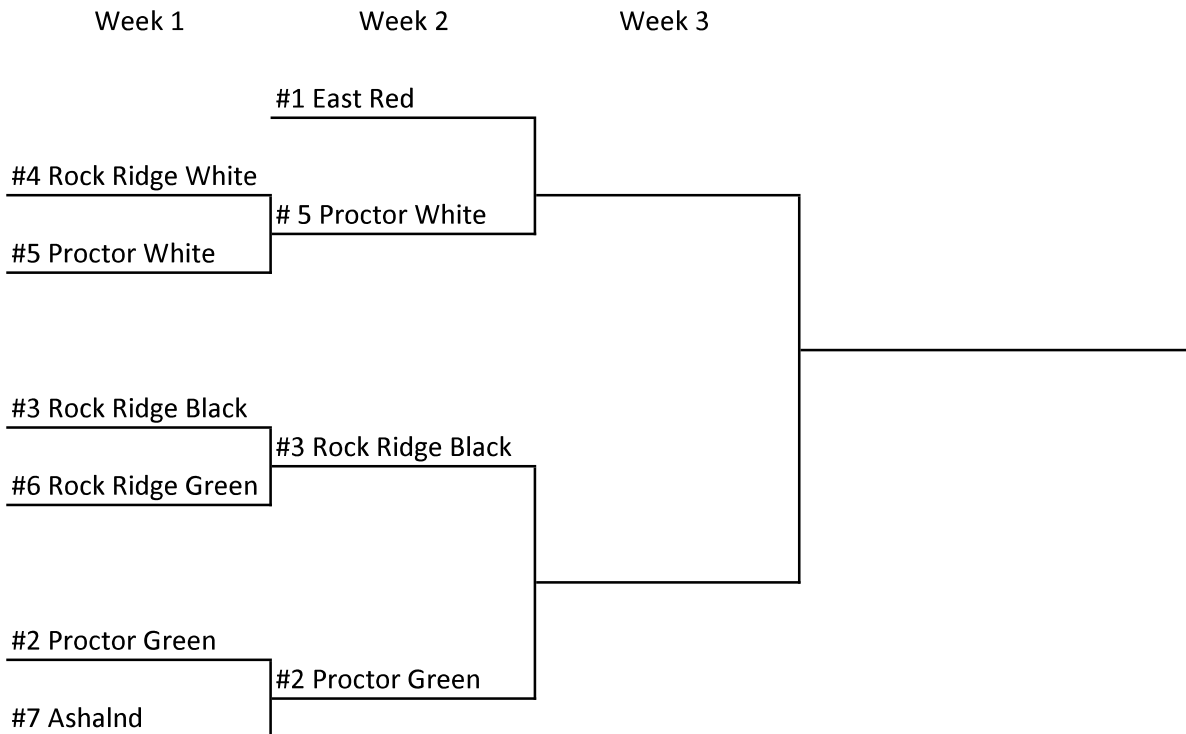 Week 1 Week 2 Week 3
#1 East Red
#4 Rock Ridge White
# 5 Proctor White
#5 Proctor White
#3 Rock Ridge Black
#3 Rock Ridge Black
#6 Rock Ridge Green
#2 Proctor Green
#2 Proctor Green
#7 Ashalnd